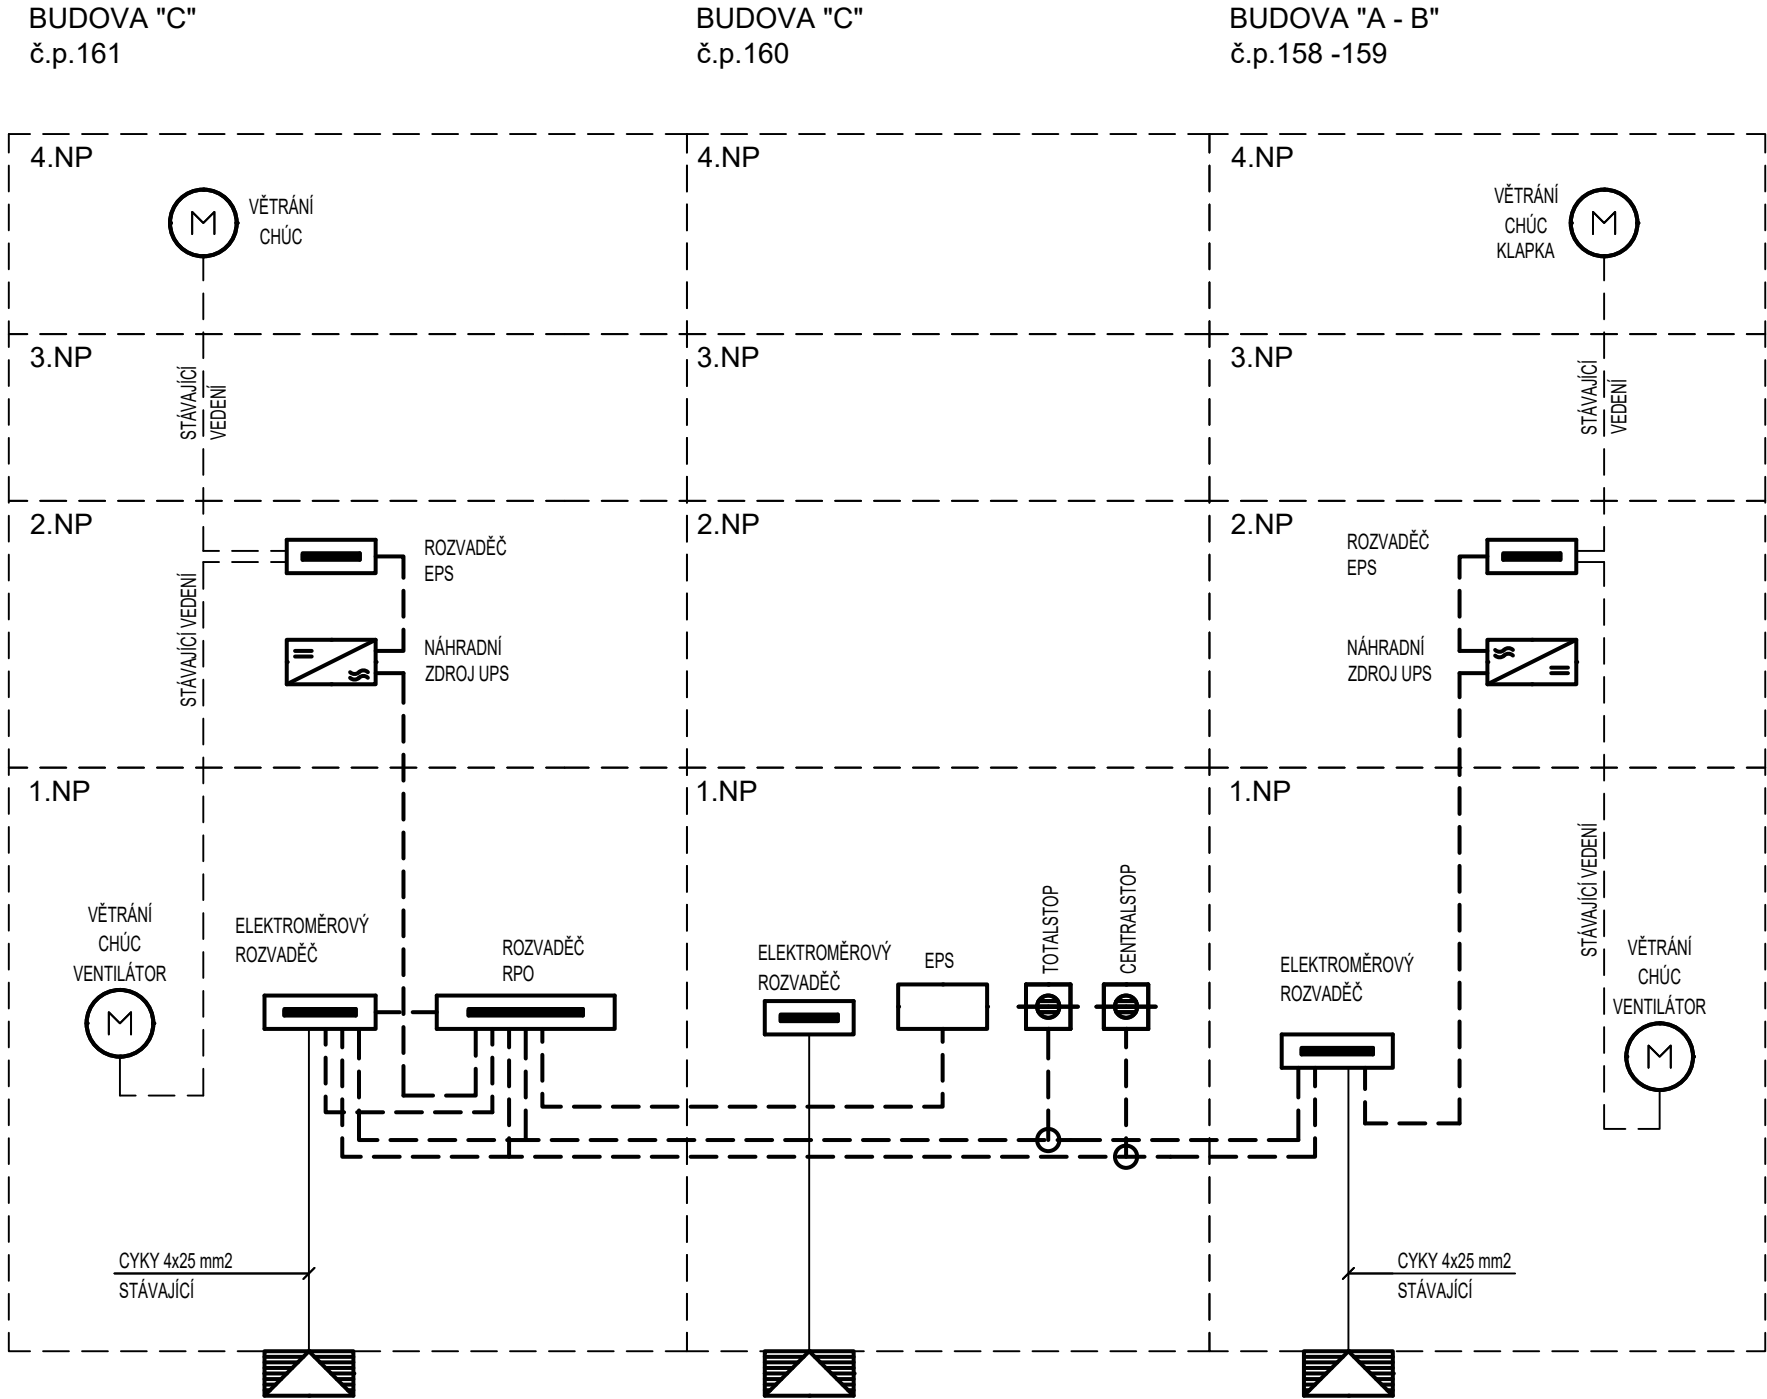 BUDOVA "C"
č.p.161
BUDOVA "C"
č.p.160
BUDOVA "A - B"
č.p.158 -159
4.NP
4.NP
4.NP
M
VĚTRÁNÍ
CHÚC
VĚTRÁNÍ
CHÚC
KLAPKA
M
3.NP
3.NP
3.NP
STÁVAJÍCÍ
VEDENÍ
STÁVAJÍCÍ
VEDENÍ
2.NP
2.NP
2.NP
ROZVADĚČ
EPS
ROZVADĚČ
EPS
STÁVAJÍCÍ VEDENÍ
NÁHRADNÍ
ZDROJ UPS
NÁHRADNÍ
ZDROJ UPS
1.NP
1.NP
1.NP
VĚTRÁNÍ
CHÚC
VENTILÁTOR
M
ELEKTROMĚROVÝ
ROZVADĚČ
ROZVADĚČ
RPO
ELEKTROMĚROVÝ
ROZVADĚČ
EPS
TOTALSTOP
CENTRALSTOP
ELEKTROMĚROVÝ
ROZVADĚČ
STÁVAJÍCÍ VEDENÍ
VĚTRÁNÍ
CHÚC
VENTILÁTOR
M
CYKY 4x25 mm2
STÁVAJÍCÍ
CYKY 4x25 mm2
STÁVAJÍCÍ